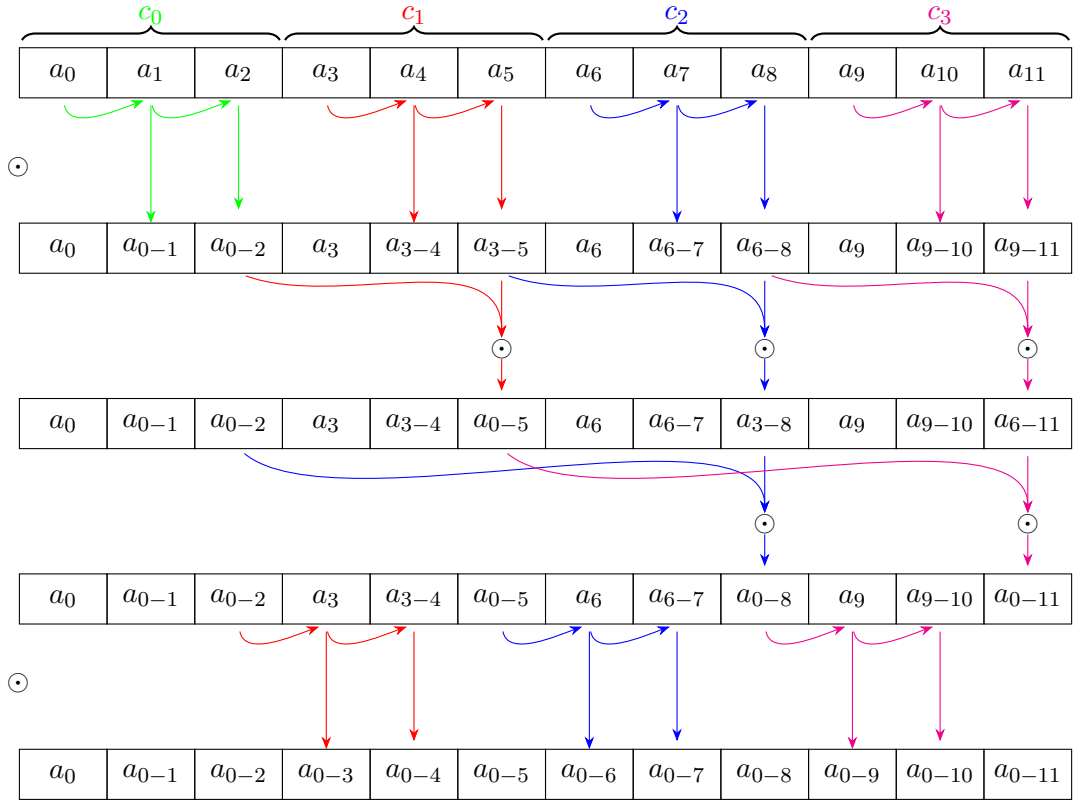 c₀ c₁ c₂ c₃
a₀ a₁ a₂ a₃ a₄ a₅ a₆ a₇ a₈ a₉ a₁₀ a₁₁
⊙
a₀ a₀₋₁ a₀₋₂ a₃ a₃₋₄ a₃₋₅ a₆ a₆₋₇ a₆₋₈ a₉ a₉₋₁₀ a₉₋₁₁
⊙ ⊙ ⊙
a₀ a₀₋₁ a₀₋₂ a₃ a₃₋₄ a₀₋₅ a₆ a₆₋₇ a₃₋₈ a₉ a₉₋₁₀ a₆₋₁₁
⊙ ⊙
a₀ a₀₋₁ a₀₋₂ a₃ a₃₋₄ a₀₋₅ a₆ a₆₋₇ a₀₋₈ a₉ a₉₋₁₀ a₀₋₁₁
⊙
a₀ a₀₋₁ a₀₋₂ a₀₋₃ a₀₋₄ a₀₋₅ a₀₋₆ a₀₋₇ a₀₋₈ a₀₋₉ a₀₋₁₀ a₀₋₁₁